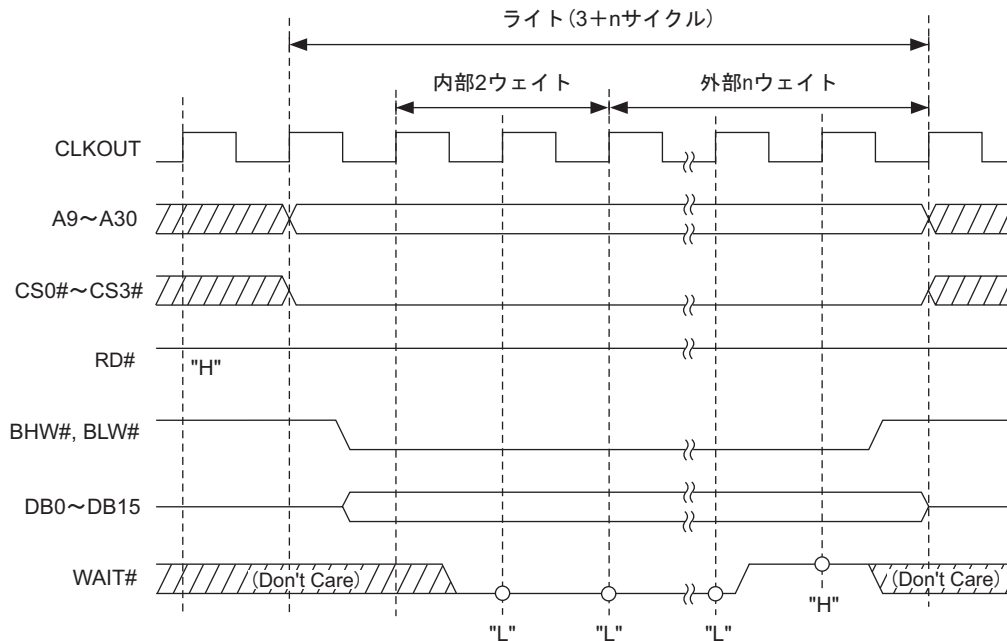 ライト(3+nサイクル)
内部2ウェイト 外部nウェイト
CLKOUT
A9～A30
CS0#～CS3#
RD#
"H"
BHW#, BLW#
DB0～DB15
WAIT#
(Don't Care) (Don't Care)
"L" "L" "L" "H"